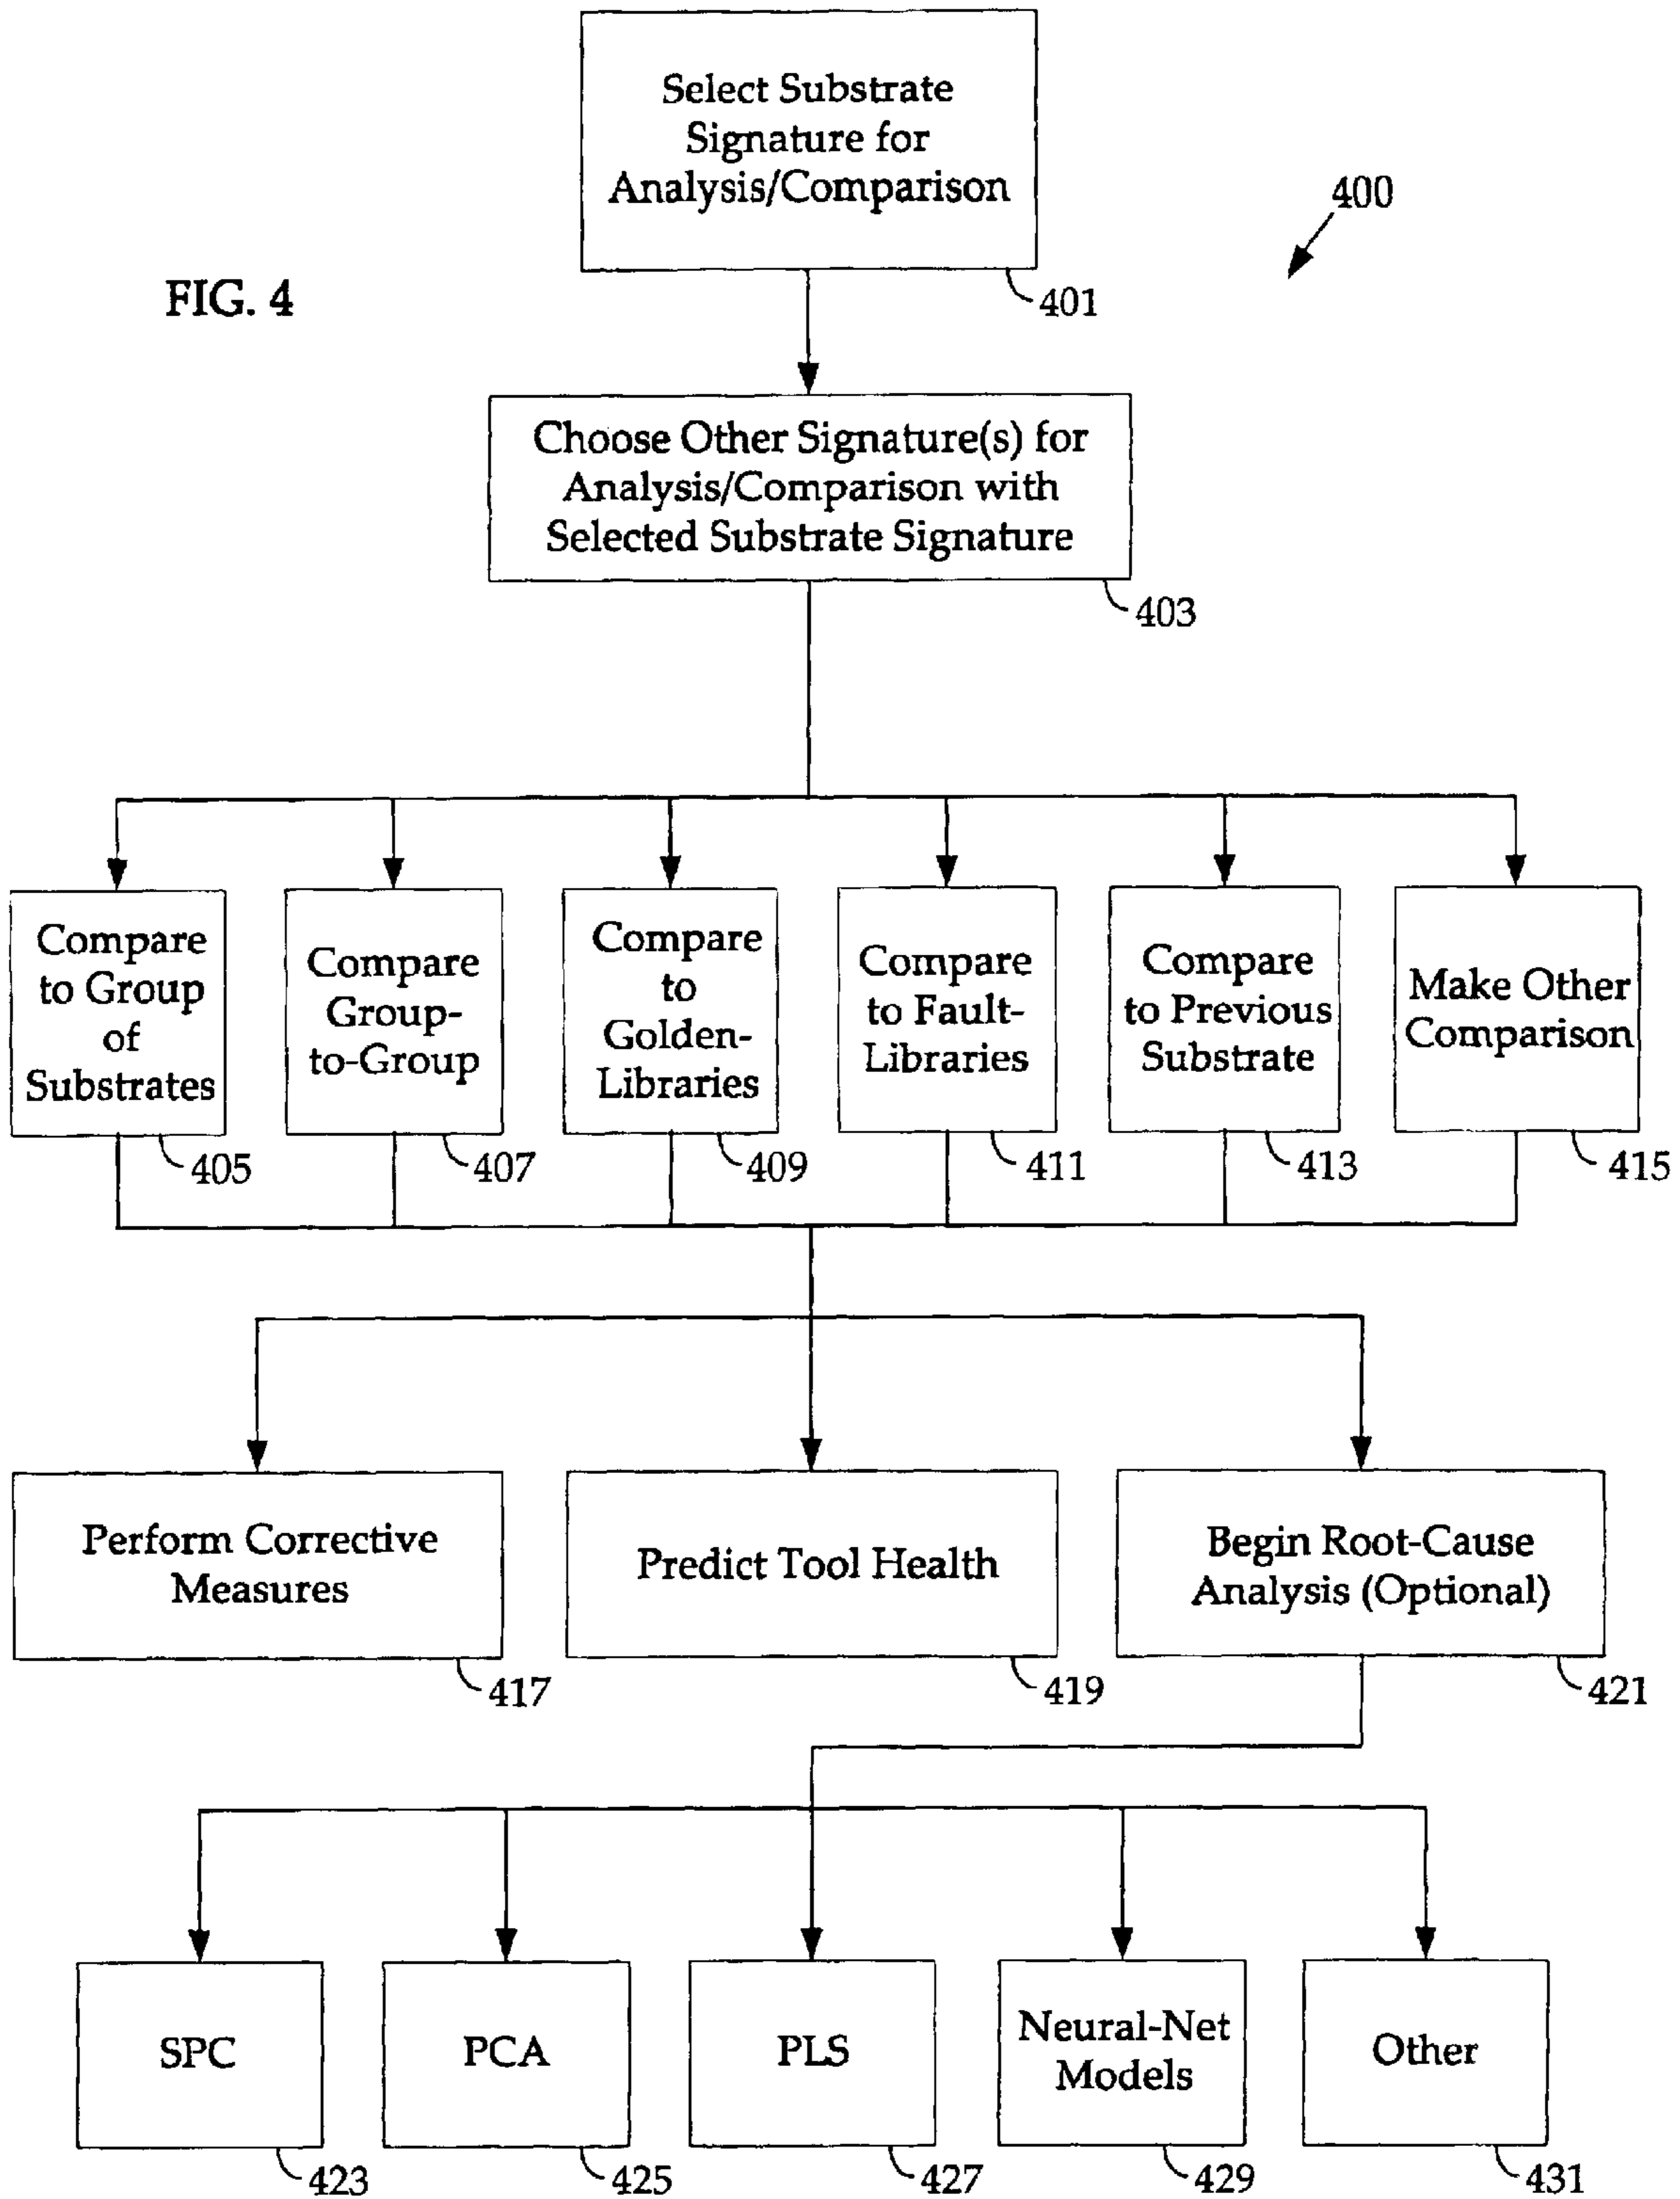 Select Substrate
Signature for
Analysis/Comparison
400
FIG. 4
401
Choose Other Signature(s) for
Analysis/Comparison with
Selected Substrate Signature
403
Compare
to Group
of
Substrates
Compare
Group-
to-Group
Compare
to
Golden-
Libraries
Compare
to Fault-
Libraries
Compare
to Previous
Substrate
Make Other
Comparison
405
407
409
411
413
415
Perform Corrective
Measures
Predict Tool Health
Begin Root-Cause
Analysis (Optional)
417
419
421
SPC
PCA
PLS
Neural-Net
Models
Other
423
425
427
429
431